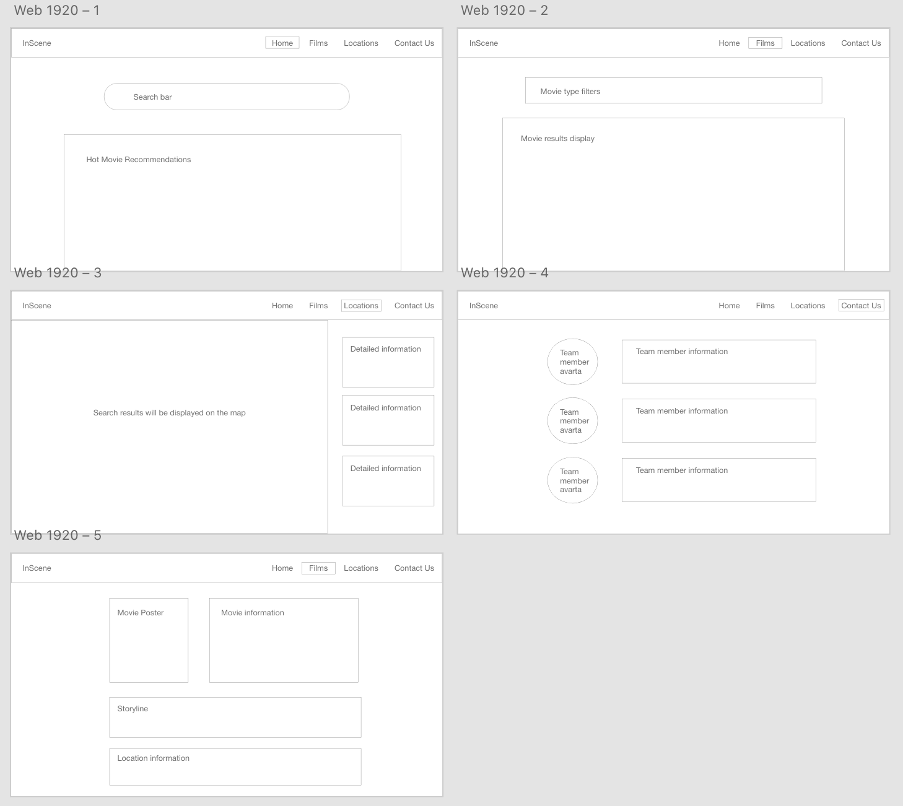 Web 1920 – 1
InScene
Home
Films
Locations
Contact Us
Search bar
Hot Movie Recommendations
Web 1920 – 2
InScene
Home
Films
Locations
Contact Us
Movie type filters
Movie results display
Web 1920 – 3
InScene
Home
Films
Locations
Contact Us
Search results will be displayed on the map
Detailed information
Detailed information
Detailed information
Web 1920 – 4
InScene
Home
Films
Locations
Contact Us
Team
member
avarta
Team member information
Team
member
avarta
Team member information
Team
member
avarta
Team member information
Web 1920 – 5
InScene
Home
Films
Locations
Contact Us
Movie Poster
Movie information
Storyline
Location information